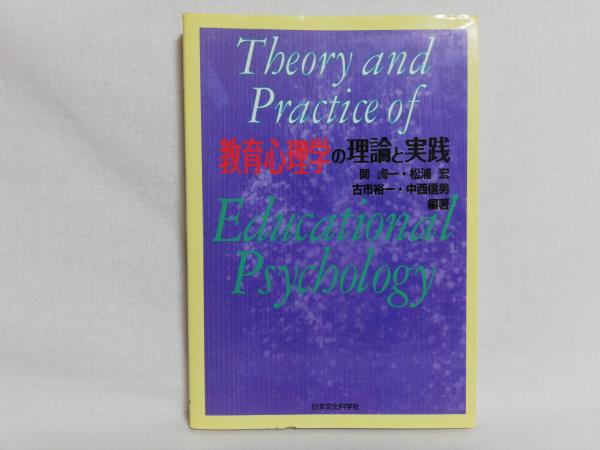 Theory and
Practice of
教育心理学の理論と実践
関 峋一・松浦 宏
古市裕一・中西信男
編著
Educational
Psychology
日本文化科学社